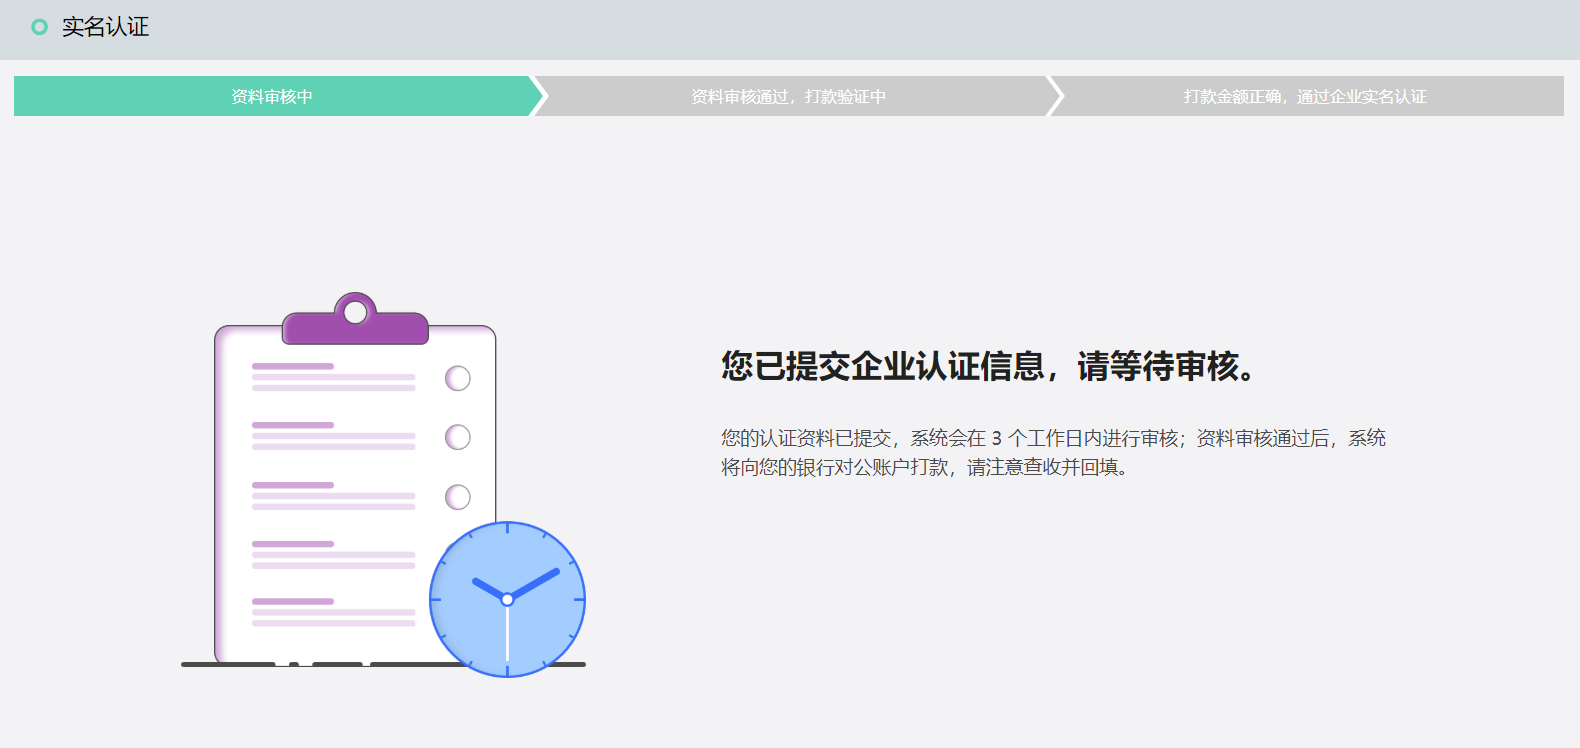 实名认证
资料审核中
资料审核通过，打款验证中
打款金额正确，通过企业实名认证
您已提交企业认证信息，请等待审核。
您的认证资料已提交，系统会在 3 个工作日内进行审核；资料审核通过后，系统
将向您的银行对公账户打款，请注意查收并回填。